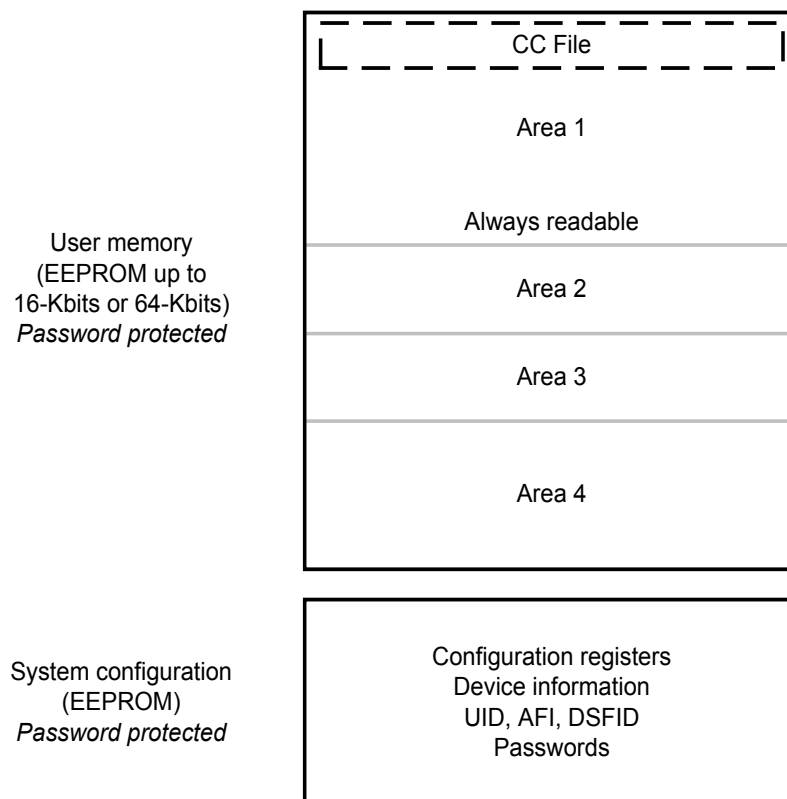 CC File
Area 1
Always readable
User memory
(EEPROM up to
16-Kbits or 64-Kbits)
Password protected
Area 2
Area 3
Area 4
System configuration
(EEPROM)
Password protected
Configuration registers
Device information
UID, AFI, DSFID
Passwords